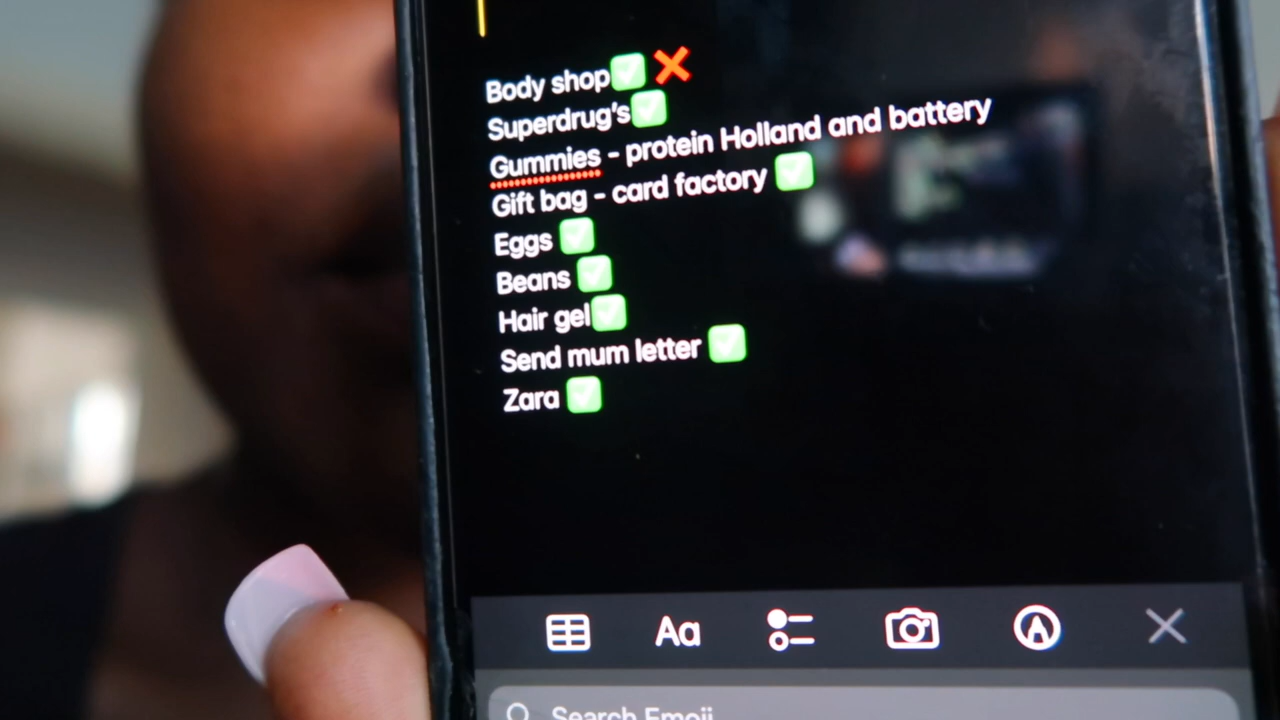 Body shop✅ ❌
Superdrug's✅
Gummies - protein Holland and battery
Gift bag - card factory ✅
Eggs ✅
Beans ✅
Hair gel✅
Send mum letter ✅
Zara ✅
Aa
Search Emoji